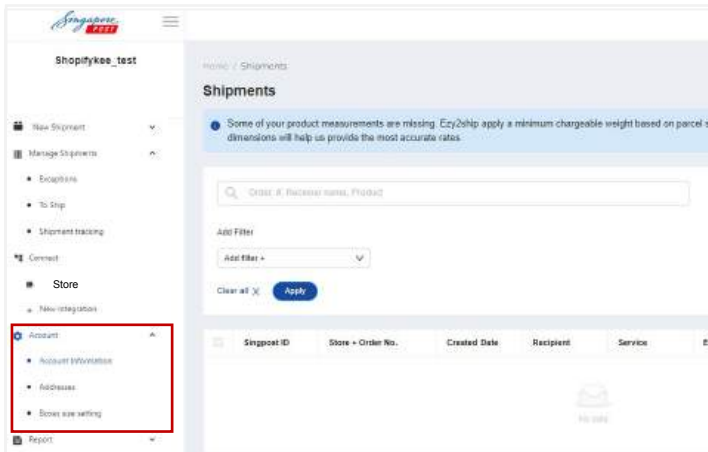 Singapore
POST
Shopifykee_test
Home / Shipments
Shipments
Some of your product measurements are missing. Ezy2ship apply a minimum chargeable weight based on parcel s
dimensions will help us provide the most accurate rates.
New Shipment
Manage Shipments
Exceptions
To Ship
Shipment tracking
Connect
Store
+ New integration
Account
Account Information
Addresses
Boxes size setting
Report
Order #, Receiver name, Product
Add Filter
Add filter +
Clear all X
Apply
Singpost ID Store + Order No. Created Date Recipient Service E
No data